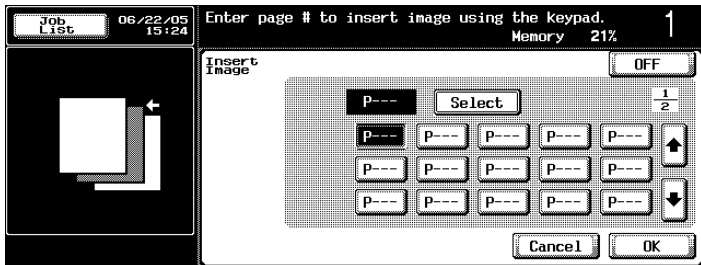 Job List
06/22/05
15:24
Enter page # to insert image using the keypad.
Memory 21%
1
Insert Image
OFF
P--- Select 1/2
P--- P--- P--- P--- P---
P--- P--- P--- P--- P---
P--- P--- P--- P--- P---
Cancel OK